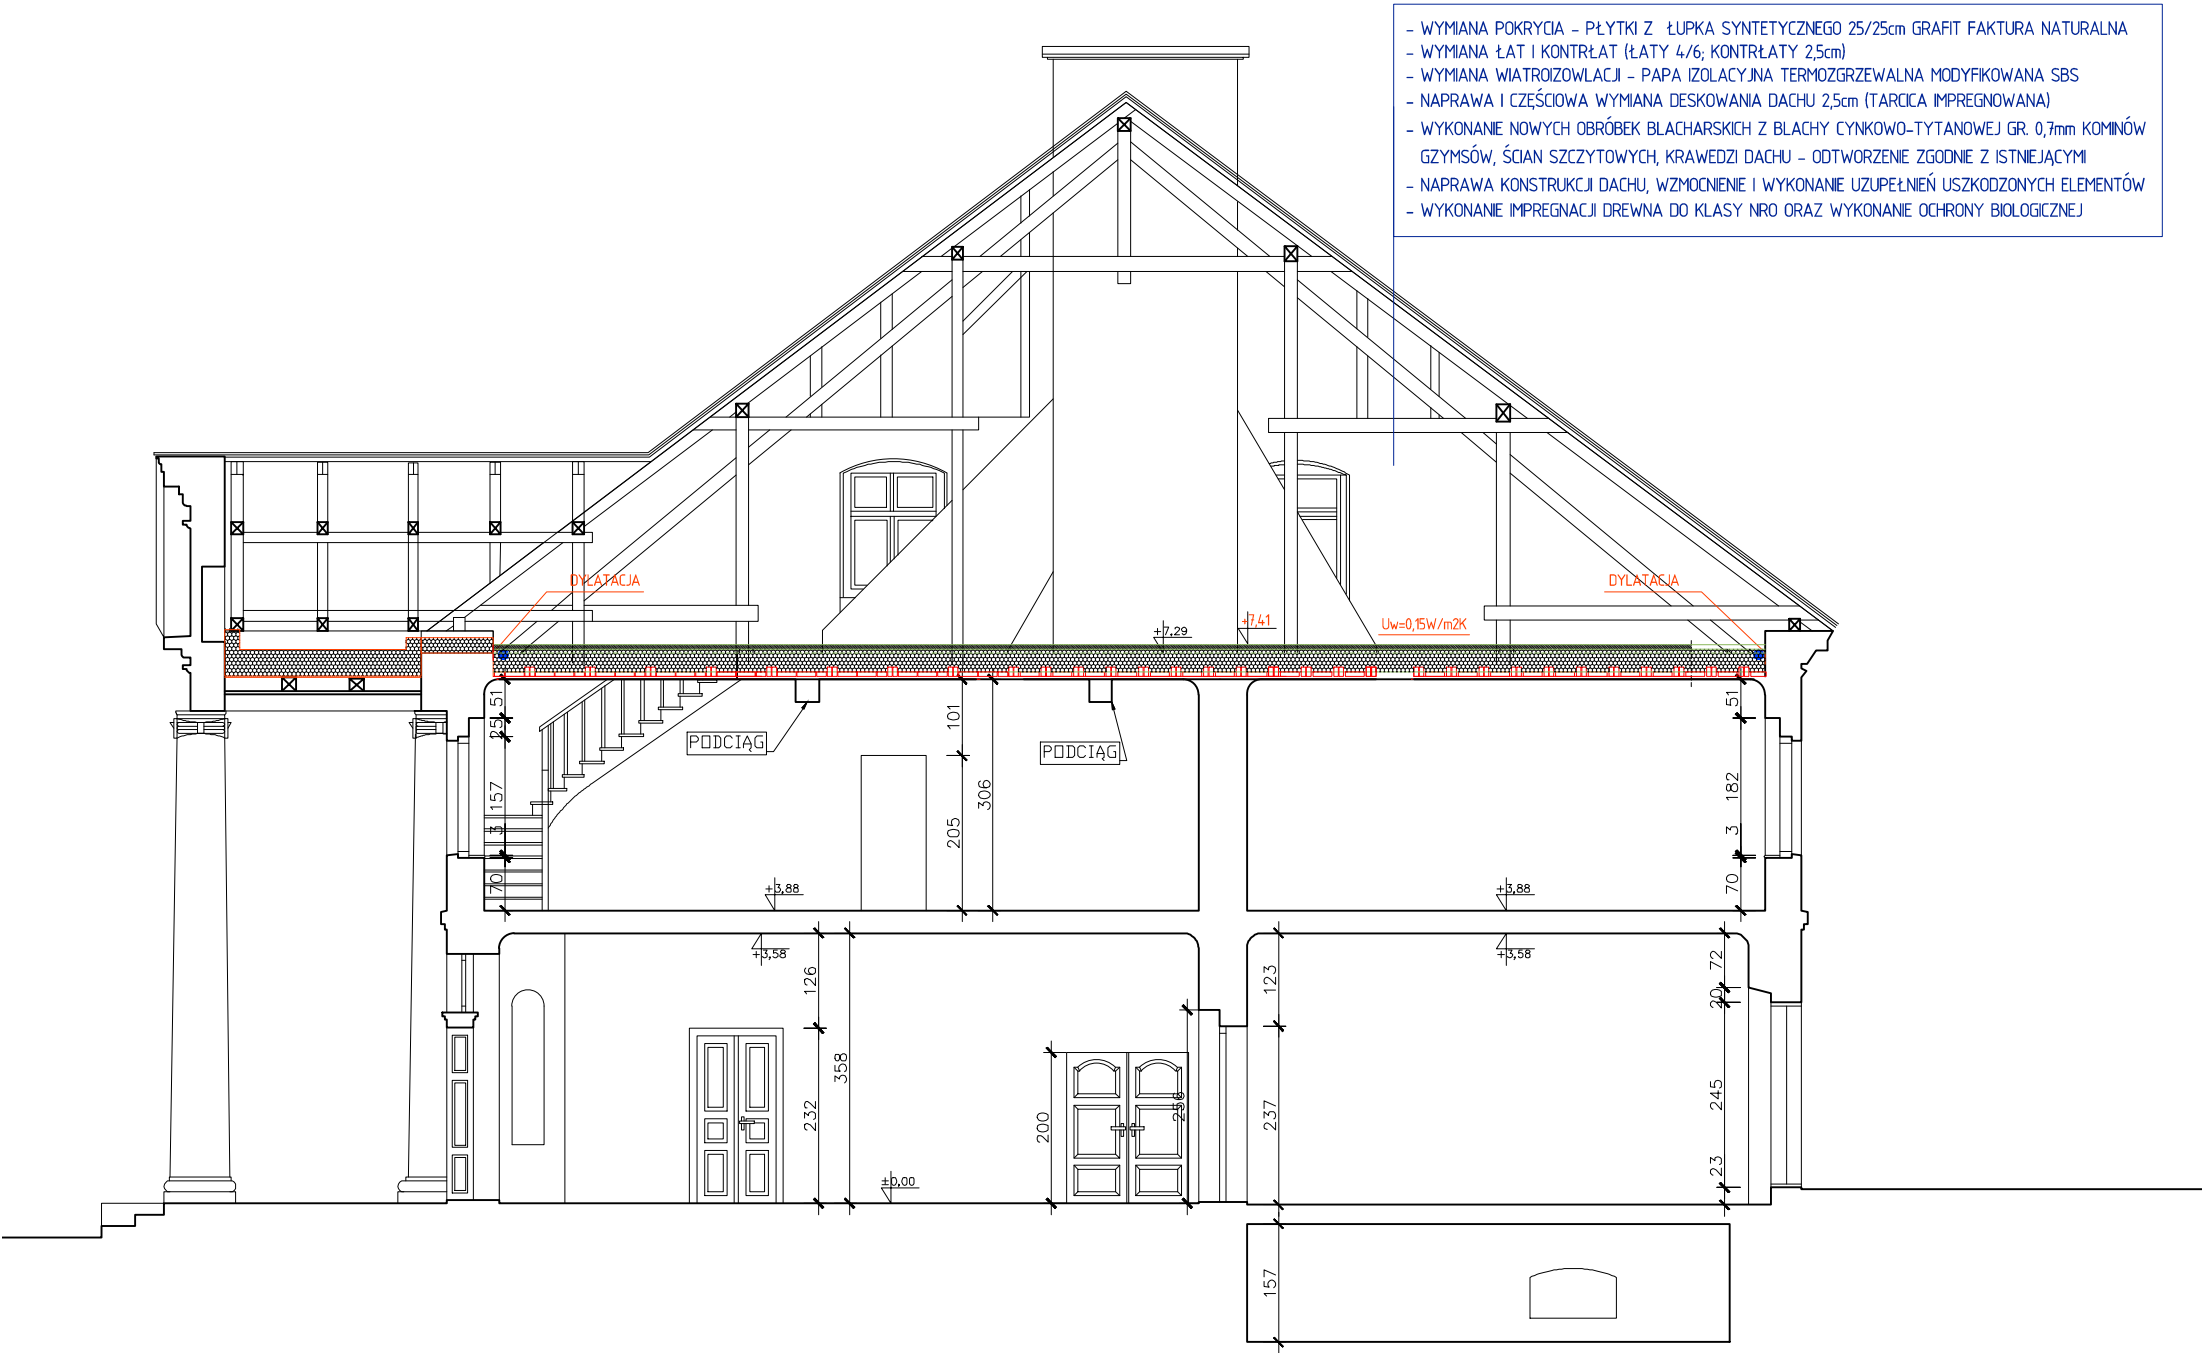 - WYMIANA POKRYCIA - PŁYTKI Z ŁUPKA SYNTETYCZNEGO 25/25cm GRAFIT FAKTURA NATURALNA
- WYMIANA ŁAT I KONTRŁAT (ŁATY 4/6; KONTRŁATY 2,5cm)
- WYMIANA WIATROIZOWLACJI - PAPA IZOLACYJNA TERMOZGRZEWALNA MODYFIKOWANA SBS
- NAPRAWA I CZĘŚCIOWA WYMIANA DESKOWANIA DACHU 2,5cm (TARCICA IMPREGNOWANA)
- WYKONANIE NOWYCH OBRÓBEK BLACHARSKICH Z BLACHY CYNKOWO-TYTANOWEJ GR. 0,7mm KOMINÓW
GZYMSÓW, ŚCIAN SZCZYTOWYCH, KRAWEDZI DACHU - ODTWORZENIE ZGODNIE Z ISTNIEJĄCYMI
- NAPRAWA KONSTRUKCJI DACHU, WZMOCNIENIE I WYKONANIE UZUPEŁNIEŃ USZKODZONYCH ELEMENTÓW
- WYKONANIE IMPREGNACJI DREWNA DO KLASY NRO ORAZ WYKONANIE OCHRONY BIOLOGICZNEJ
DYLATACJA
DYLATACJA
+7,29
+7,41
Uw=0,15W/m2K
51
25
157
3
70
PODCIĄG
PODCIĄG
101
205
306
51
182
3
70
+3,88
+3,88
+3,58
+3,58
126
232
358
200
256
123
237
72
20
245
23
±0,00
157